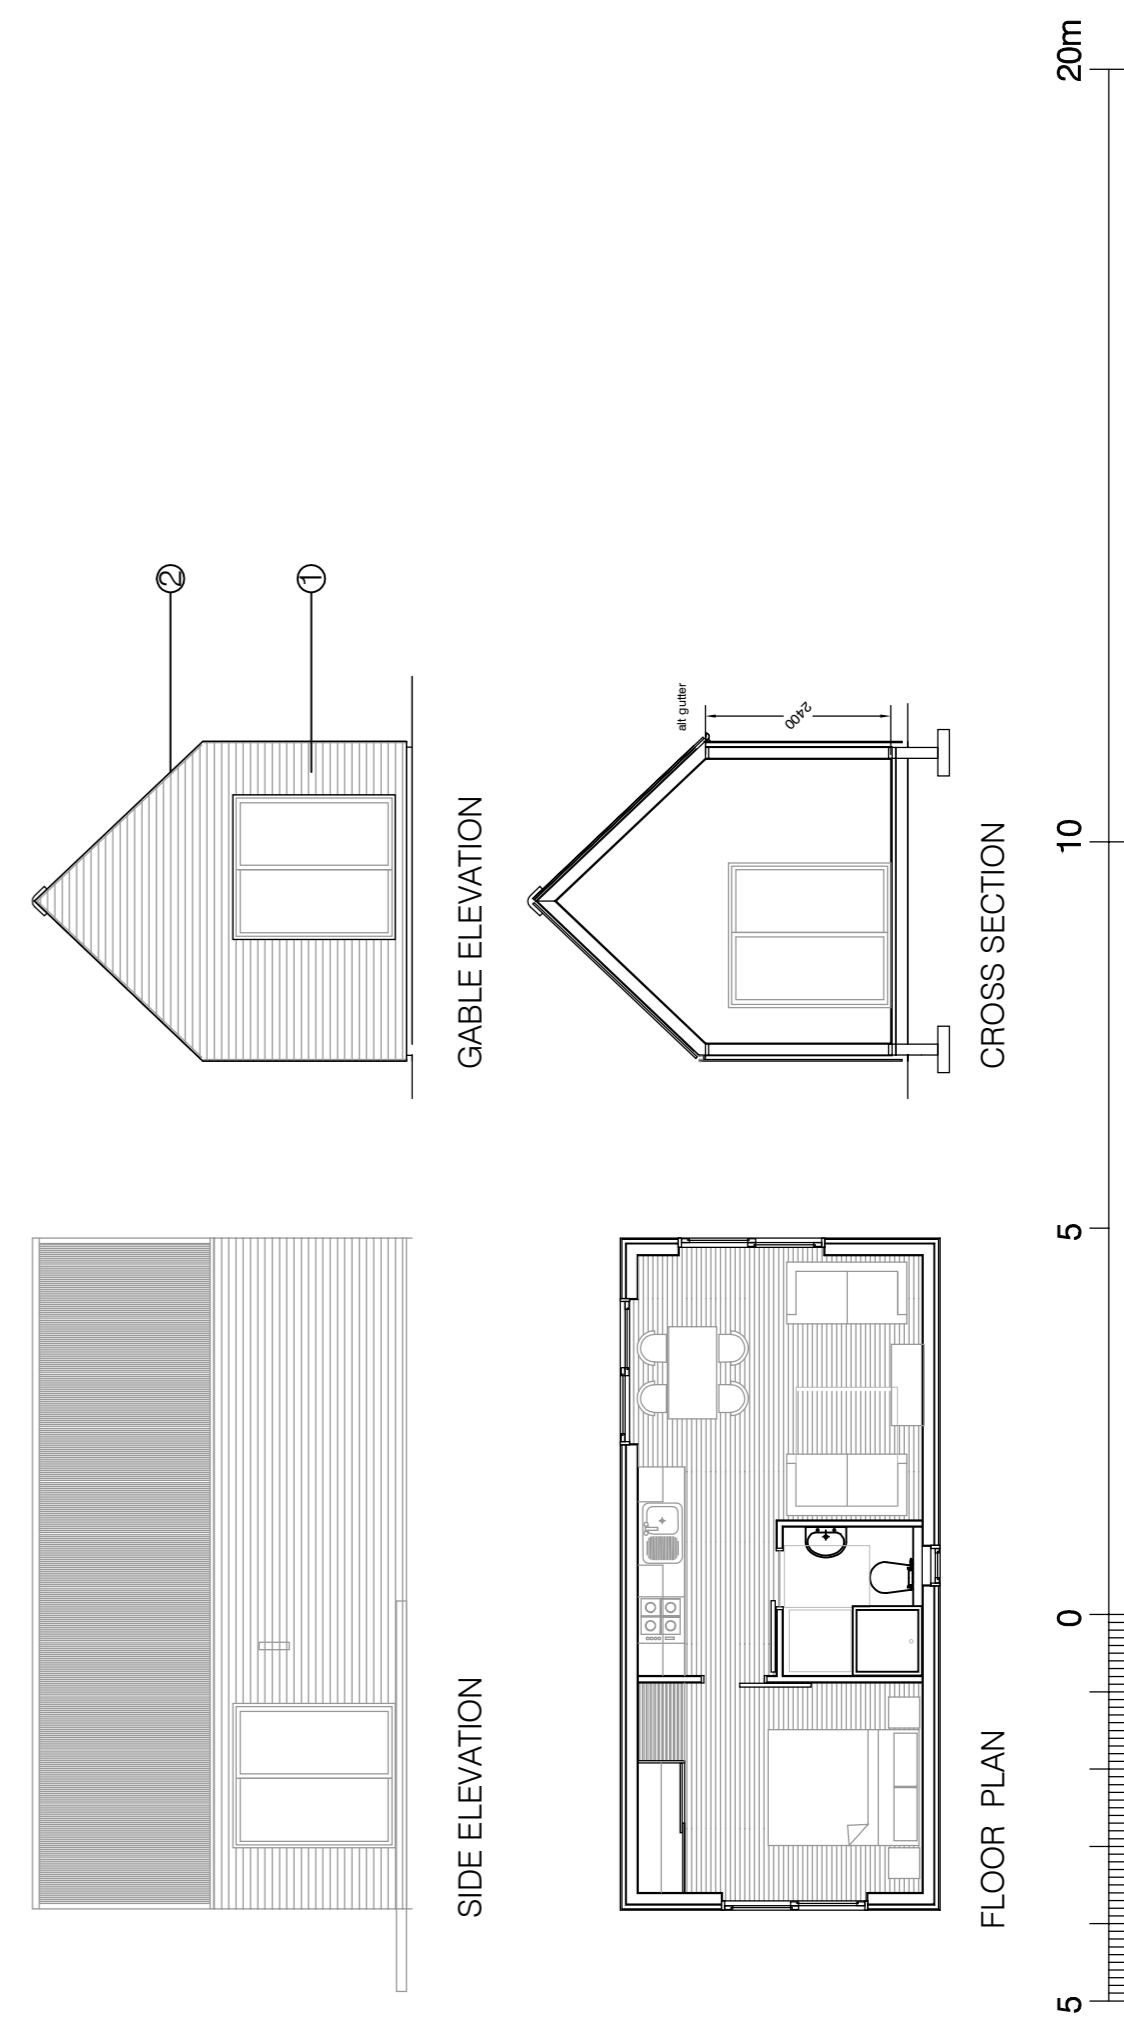 SIDE ELEVATION
GABLE ELEVATION
2
1
FLOOR PLAN
CROSS SECTION
alt gutter
2400
5
0
5
10
20m